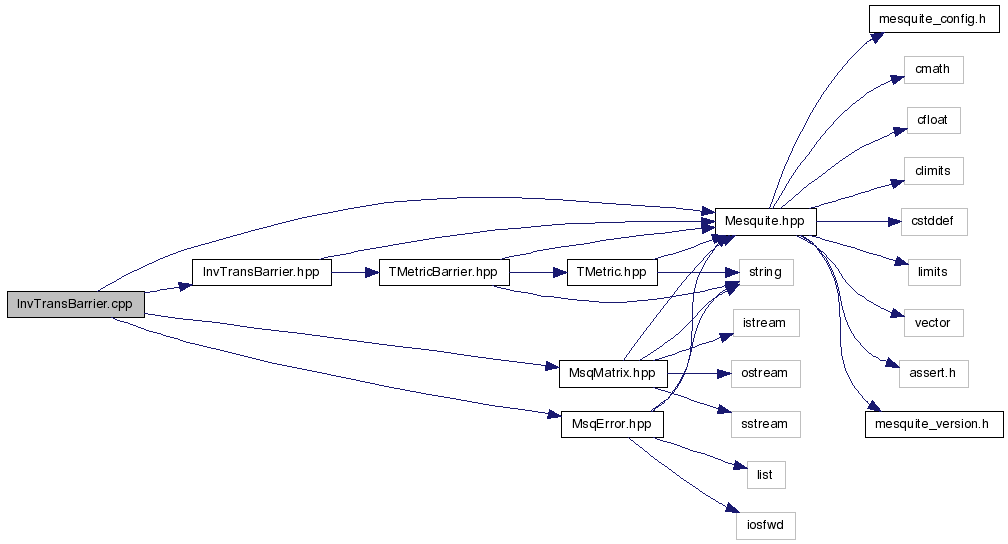 mesquite_config.h
cmath
cfloat
climits
Mesquite.hpp
cstddef
InvTransBarrier.hpp
TMetricBarrier.hpp
TMetric.hpp
string
limits
InvTransBarrier.cpp
istream
vector
MsqMatrix.hpp
ostream
assert.h
MsqError.hpp
sstream
mesquite_version.h
list
iosfwd